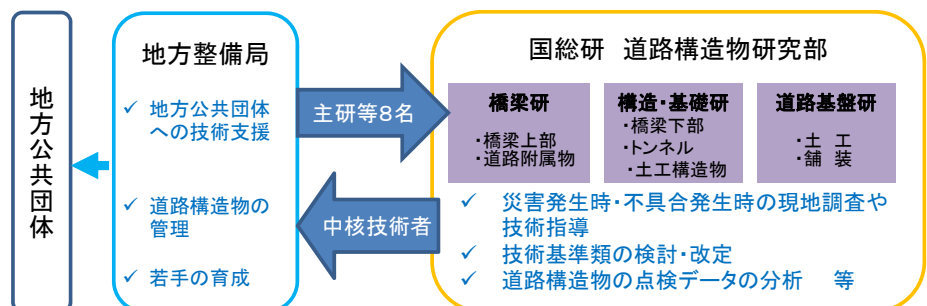 地方公共団体
地方整備局
✓ 地方公共団体
への技術支援
✓ 道路構造物の
管理
✓ 若手の育成
主研等8名
中核技術者
国総研 道路構造物研究部
橋梁研
・橋梁上部
・道路附属物
構造・基礎研
・橋梁下部
・トンネル
・土工構造物
道路基盤研
・土 工
・舗 装
✓ 災害発生時・不具合発生時の現地調査や
技術指導
✓ 技術基準類の検討・改定
✓ 道路構造物の点検データの分析 等